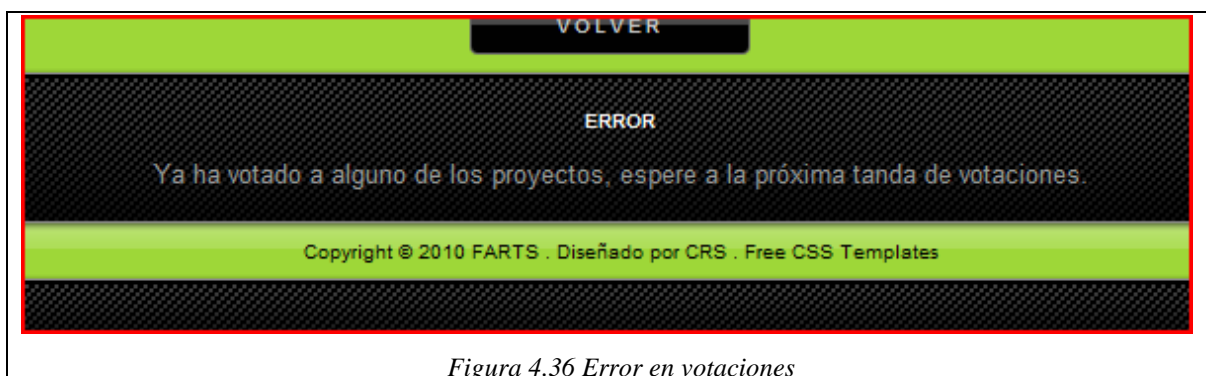 VOLVER
ERROR
Ya ha votado a alguno de los proyectos, espere a la próxima tanda de votaciones.
Copyright © 2010 FARTS . Diseñado por CRS . Free CSS Templates
Figura 4.36 Error en votaciones